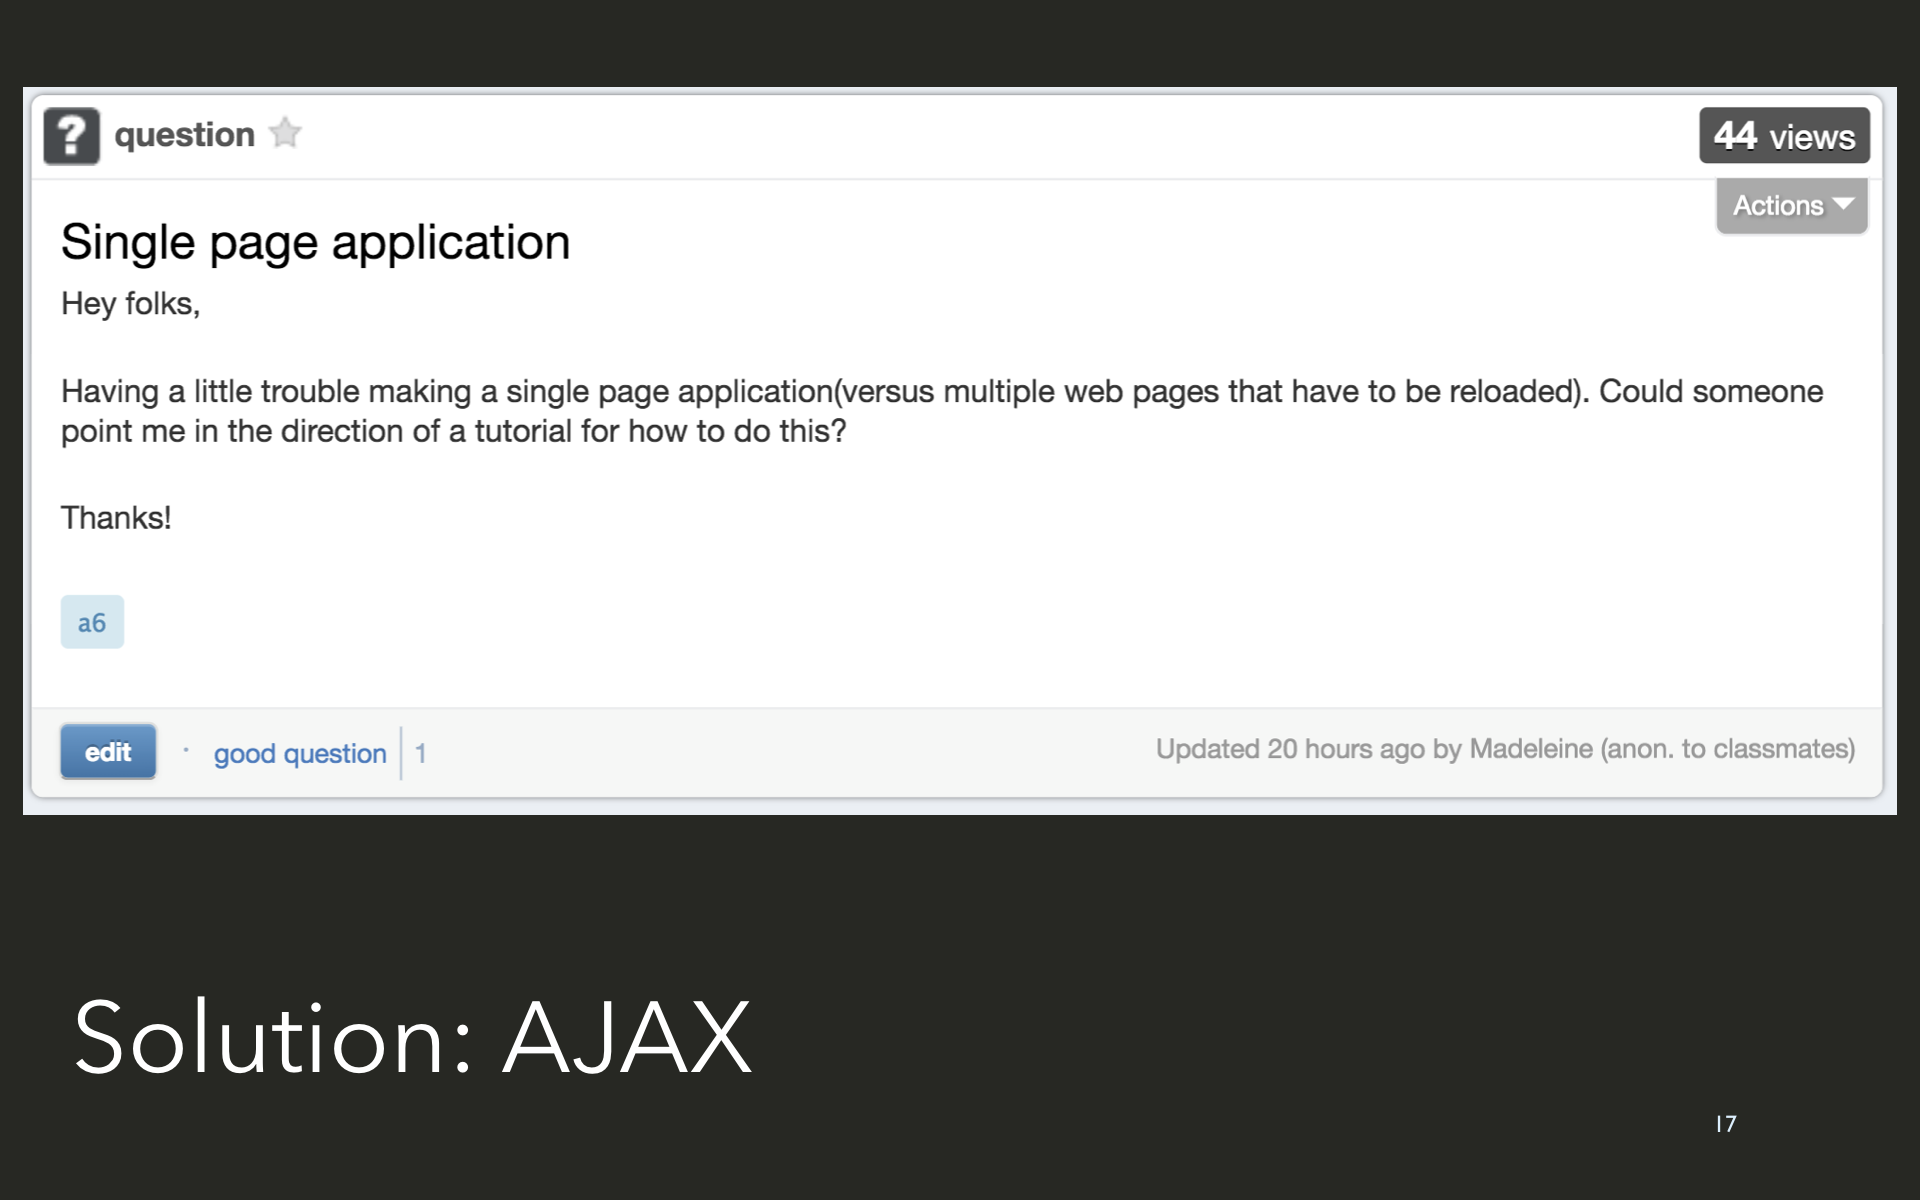 ? question
44 views
Actions
Single page application
Hey folks,
Having a little trouble making a single page application(versus multiple web pages that have to be reloaded). Could someone
point me in the direction of a tutorial for how to do this?
Thanks!
a6
edit · good question 1
Updated 20 hours ago by Madeleine (anon. to classmates)
Solution: AJAX
17